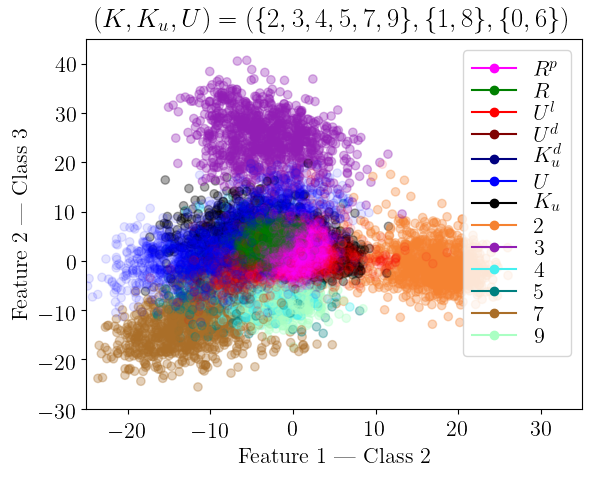 (K, K_u, U) = ({2, 3, 4, 5, 7, 9}, {1, 8}, {0, 6})
Feature 2 — Class 3
40
30
20
10
0
−10
−20
−30
−20
−10
0
10
20
30
Feature 1 — Class 2
R^p
R
U^l
U^d
K_u^d
U
K_u
2
3
4
5
7
9